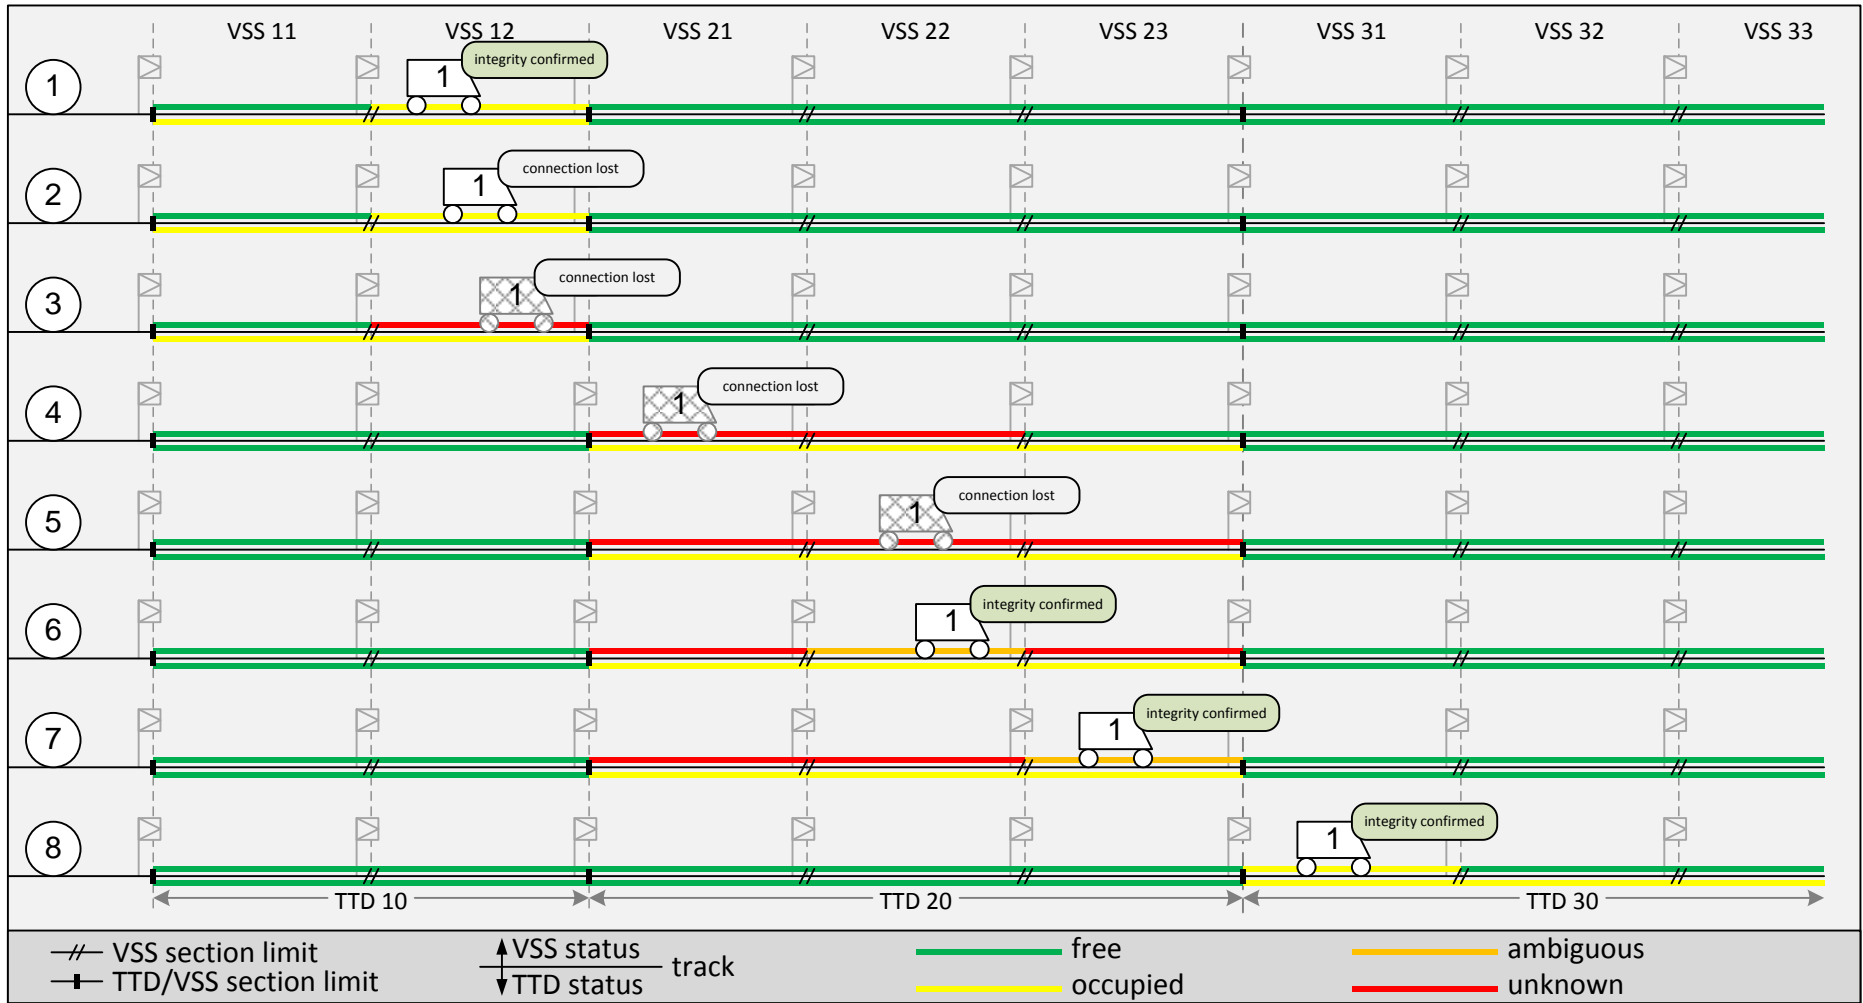 VSS 11 VSS 12 VSS 21 VSS 22 VSS 23 VSS 31 VSS 32 VSS 33
1 1 integrity confirmed
2 1 connection lost
3 1 connection lost
4 1 connection lost
5 1 connection lost
6 1 integrity confirmed
7 1 integrity confirmed
8 1 integrity confirmed
TTD 10 TTD 20 TTD 30
VSS section limit VSS status track free ambiguous
TTD/VSS section limit TTD status occupied unknown